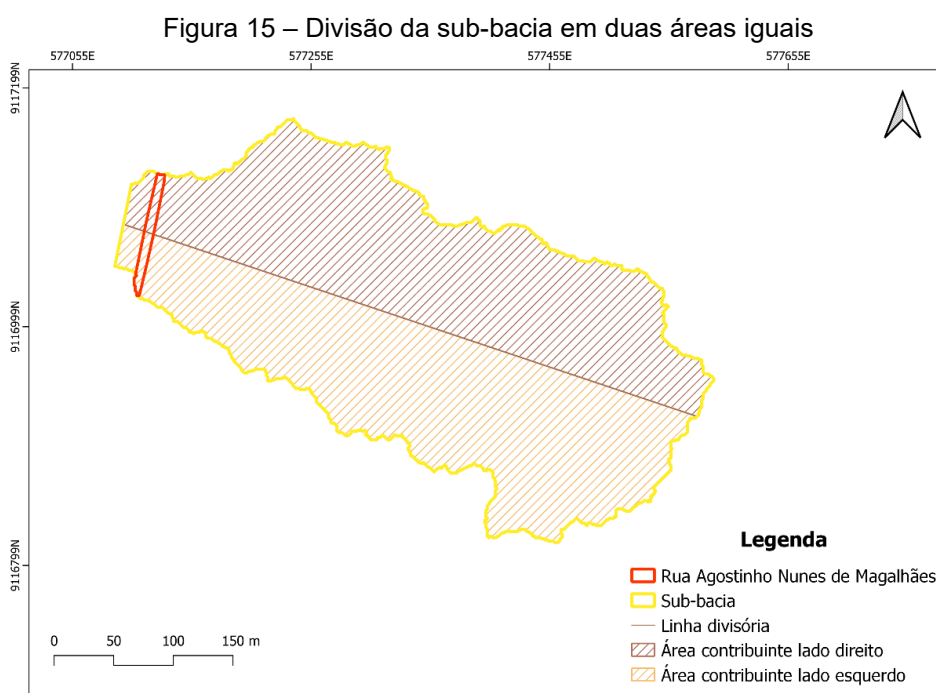 Figura 15 – Divisão da sub-bacia em duas áreas iguais
577055E 577255E 577455E 577655E
9117199N
9116999N
9116799N
Legenda
Rua Agostinho Nunes de Magalhães
Sub-bacia
Linha divisória
Área contribuinte lado direito
Área contribuinte lado esquerdo
0 50 100 150 m